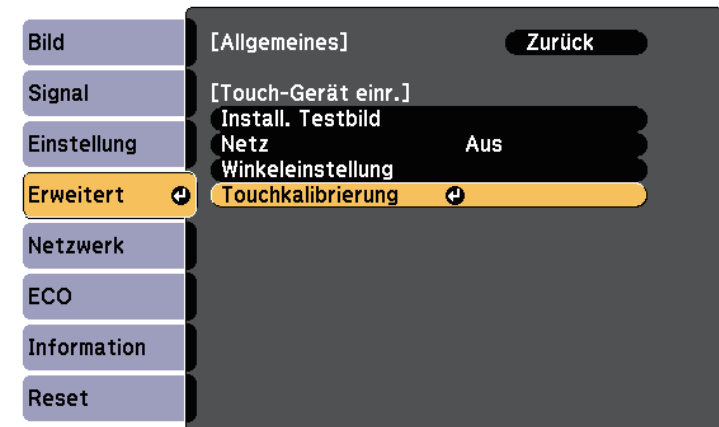 Bild
Signal
Einstellung
Erweitert
Netzwerk
ECO
Information
Reset
[Allgemeines] Zurück
[Touch-Gerät einr.]
Install. Testbild
Netz Aus
Winkeleinstellung
Touchkalibrierung